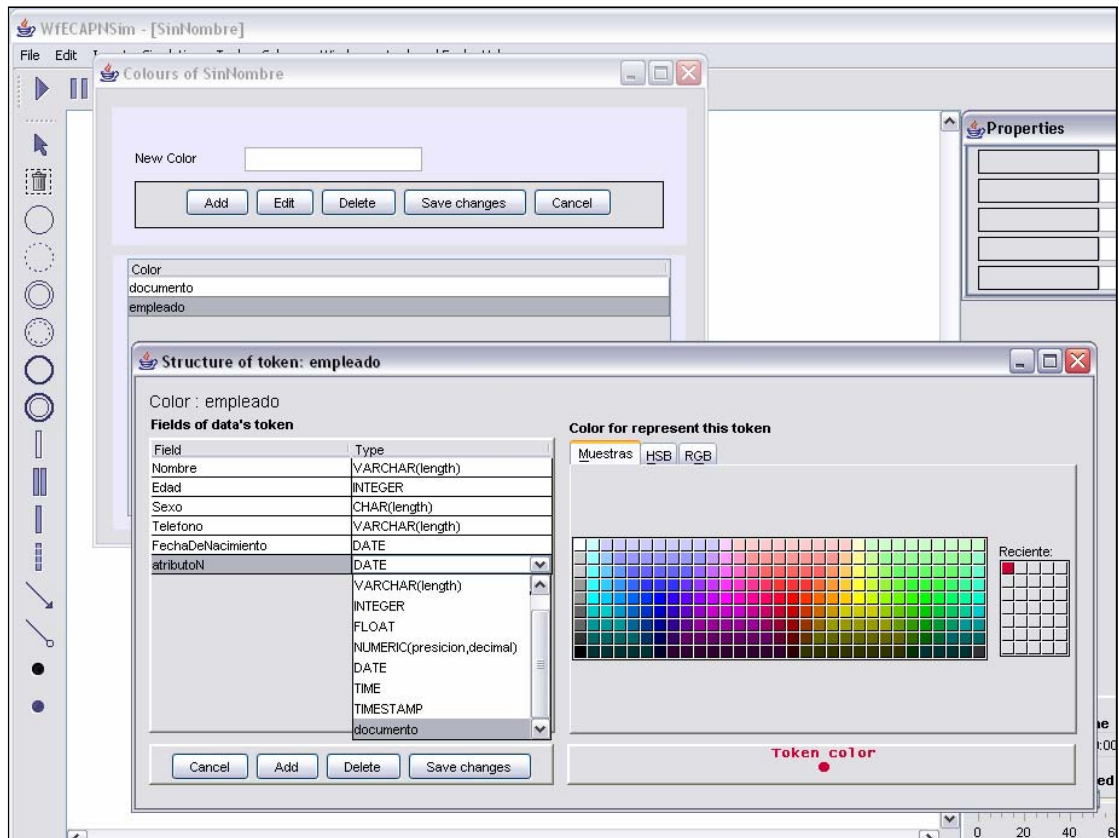 WfECAPNSim - [SinNombre]
File Edit
Colours of SinNombre
Properties
New Color
Add Edit Delete Save changes Cancel
Color
documento
empleado
Structure of token: empleado
Color : empleado
Fields of data's token
Color for represent this token
Field Type
Muestras HSB RGB
Nombre VARCHAR(length)
Edad INTEGER
Sexo CHAR(length)
Telefono VARCHAR(length)
FechaDeNacimiento DATE
atributoN DATE
Reciente:
VARCHAR(length)
INTEGER
FLOAT
NUMERIC(presicion,decimal)
DATE
TIME
TIMESTAMP
documento
Cancel Add Delete Save changes
Token color
0 20 40